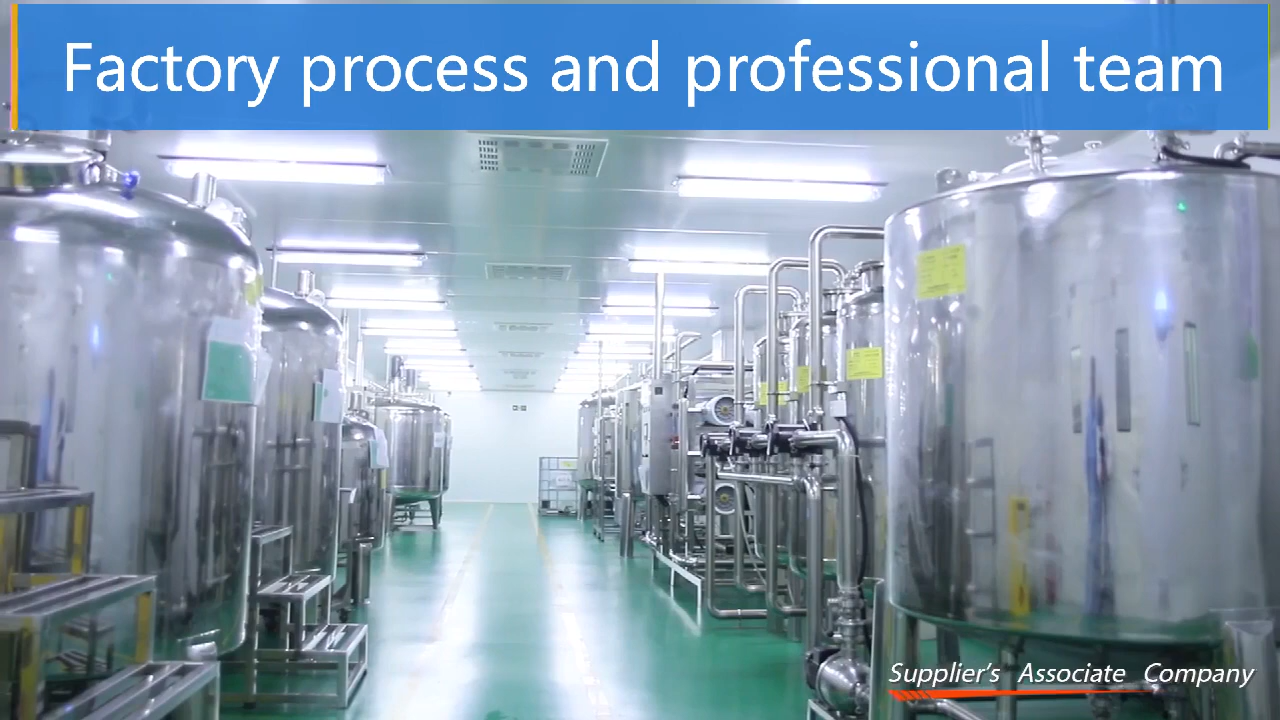 Factory process and professional team
Supplier's Associate Company